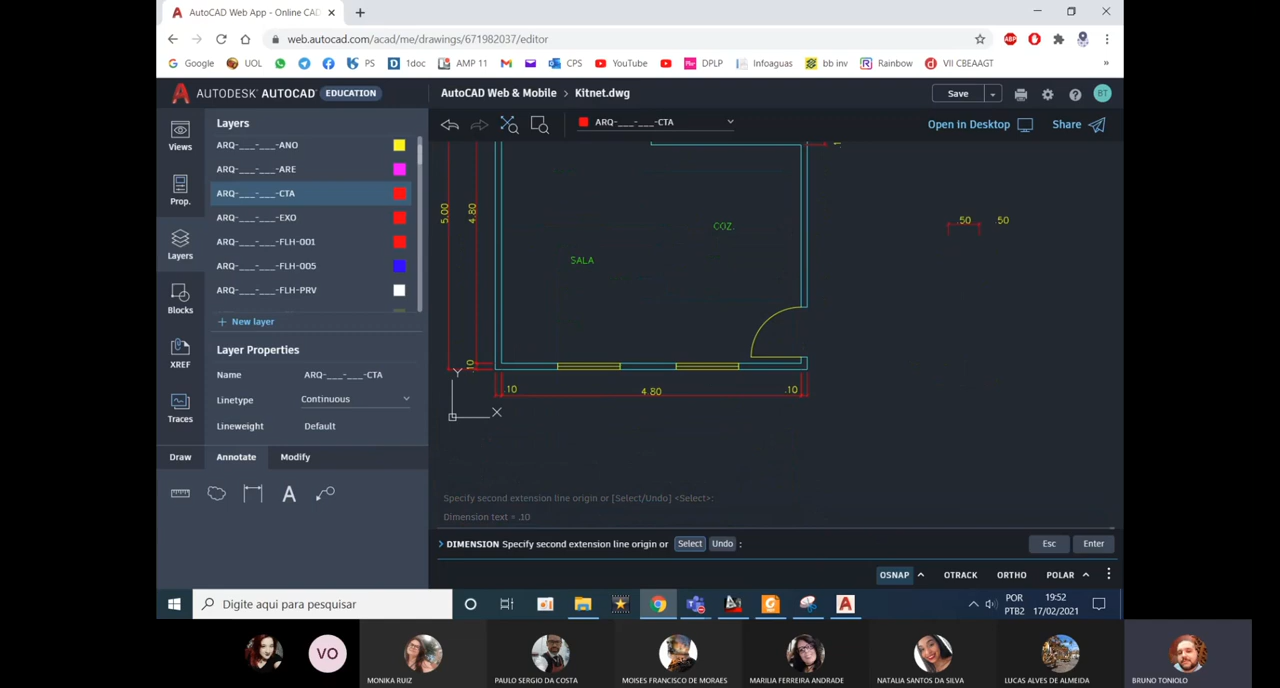 AutoCAD Web App - Online CAD
web.autocad.com/acad/me/drawings/671982037/editor
Google UOL PS 1doc AMP 11 CPS YouTube DPLP Infoaguas bb inv Rainbow VII CBEAAGT »
AUTODESK® AUTOCAD® EDUCATION
AutoCAD Web & Mobile > Kitnet.dwg
Save
BT
ARQ-___-___-CTA
Open in Desktop
Share
Layers
Views
Prop.
Layers
Blocks
XREF
Traces
ARQ-___-___-ANO
ARQ-___-___-ARE
ARQ-___-___-CTA
ARQ-___-___-EXO
ARQ-___-___-FLH-001
ARQ-___-___-FLH-005
ARQ-___-___-FLH-PRV
+ New layer
Layer Properties
Name ARQ-___-___-CTA
Linetype Continuous
Lineweight Default
Draw Annotate Modify
A
5.00
4.80
COZ.
SALA
.50 50
.10
Y
X
.10 4.80 .10
Specify second extension line origin or [Select/Undo] <Select>:
Dimension text = .10
> DIMENSION Specify second extension line origin or Select Undo :
Esc Enter
OSNAP OTRACK ORTHO POLAR
Digite aqui para pesquisar
POR
PTB2
19:52
17/02/2021
VO
MONIKA RUIZ
PAULO SERGIO DA COSTA
MOISES FRANCISCO DE MORAES
MARILIA FERREIRA ANDRADE
NATALIA SANTOS DA SILVA
LUCAS ALVES DE ALMEIDA
BRUNO TONIOLO